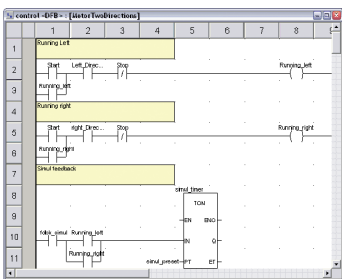 control <DFB> : [MotorTwoDirections]
1 2 3 4 5 6 7 8
1 Running Left
2 Start Left_Direc... Stop Running_left
3 Running_left
4 Running right
5 Start right_Direc... Stop Running_right
6 Running_right
7 Simul feedback
8 simul_timer
TON
9 EN ENO
10 fdbk_simul Running_left IN Q
11 Running_right simul_preset PT ET